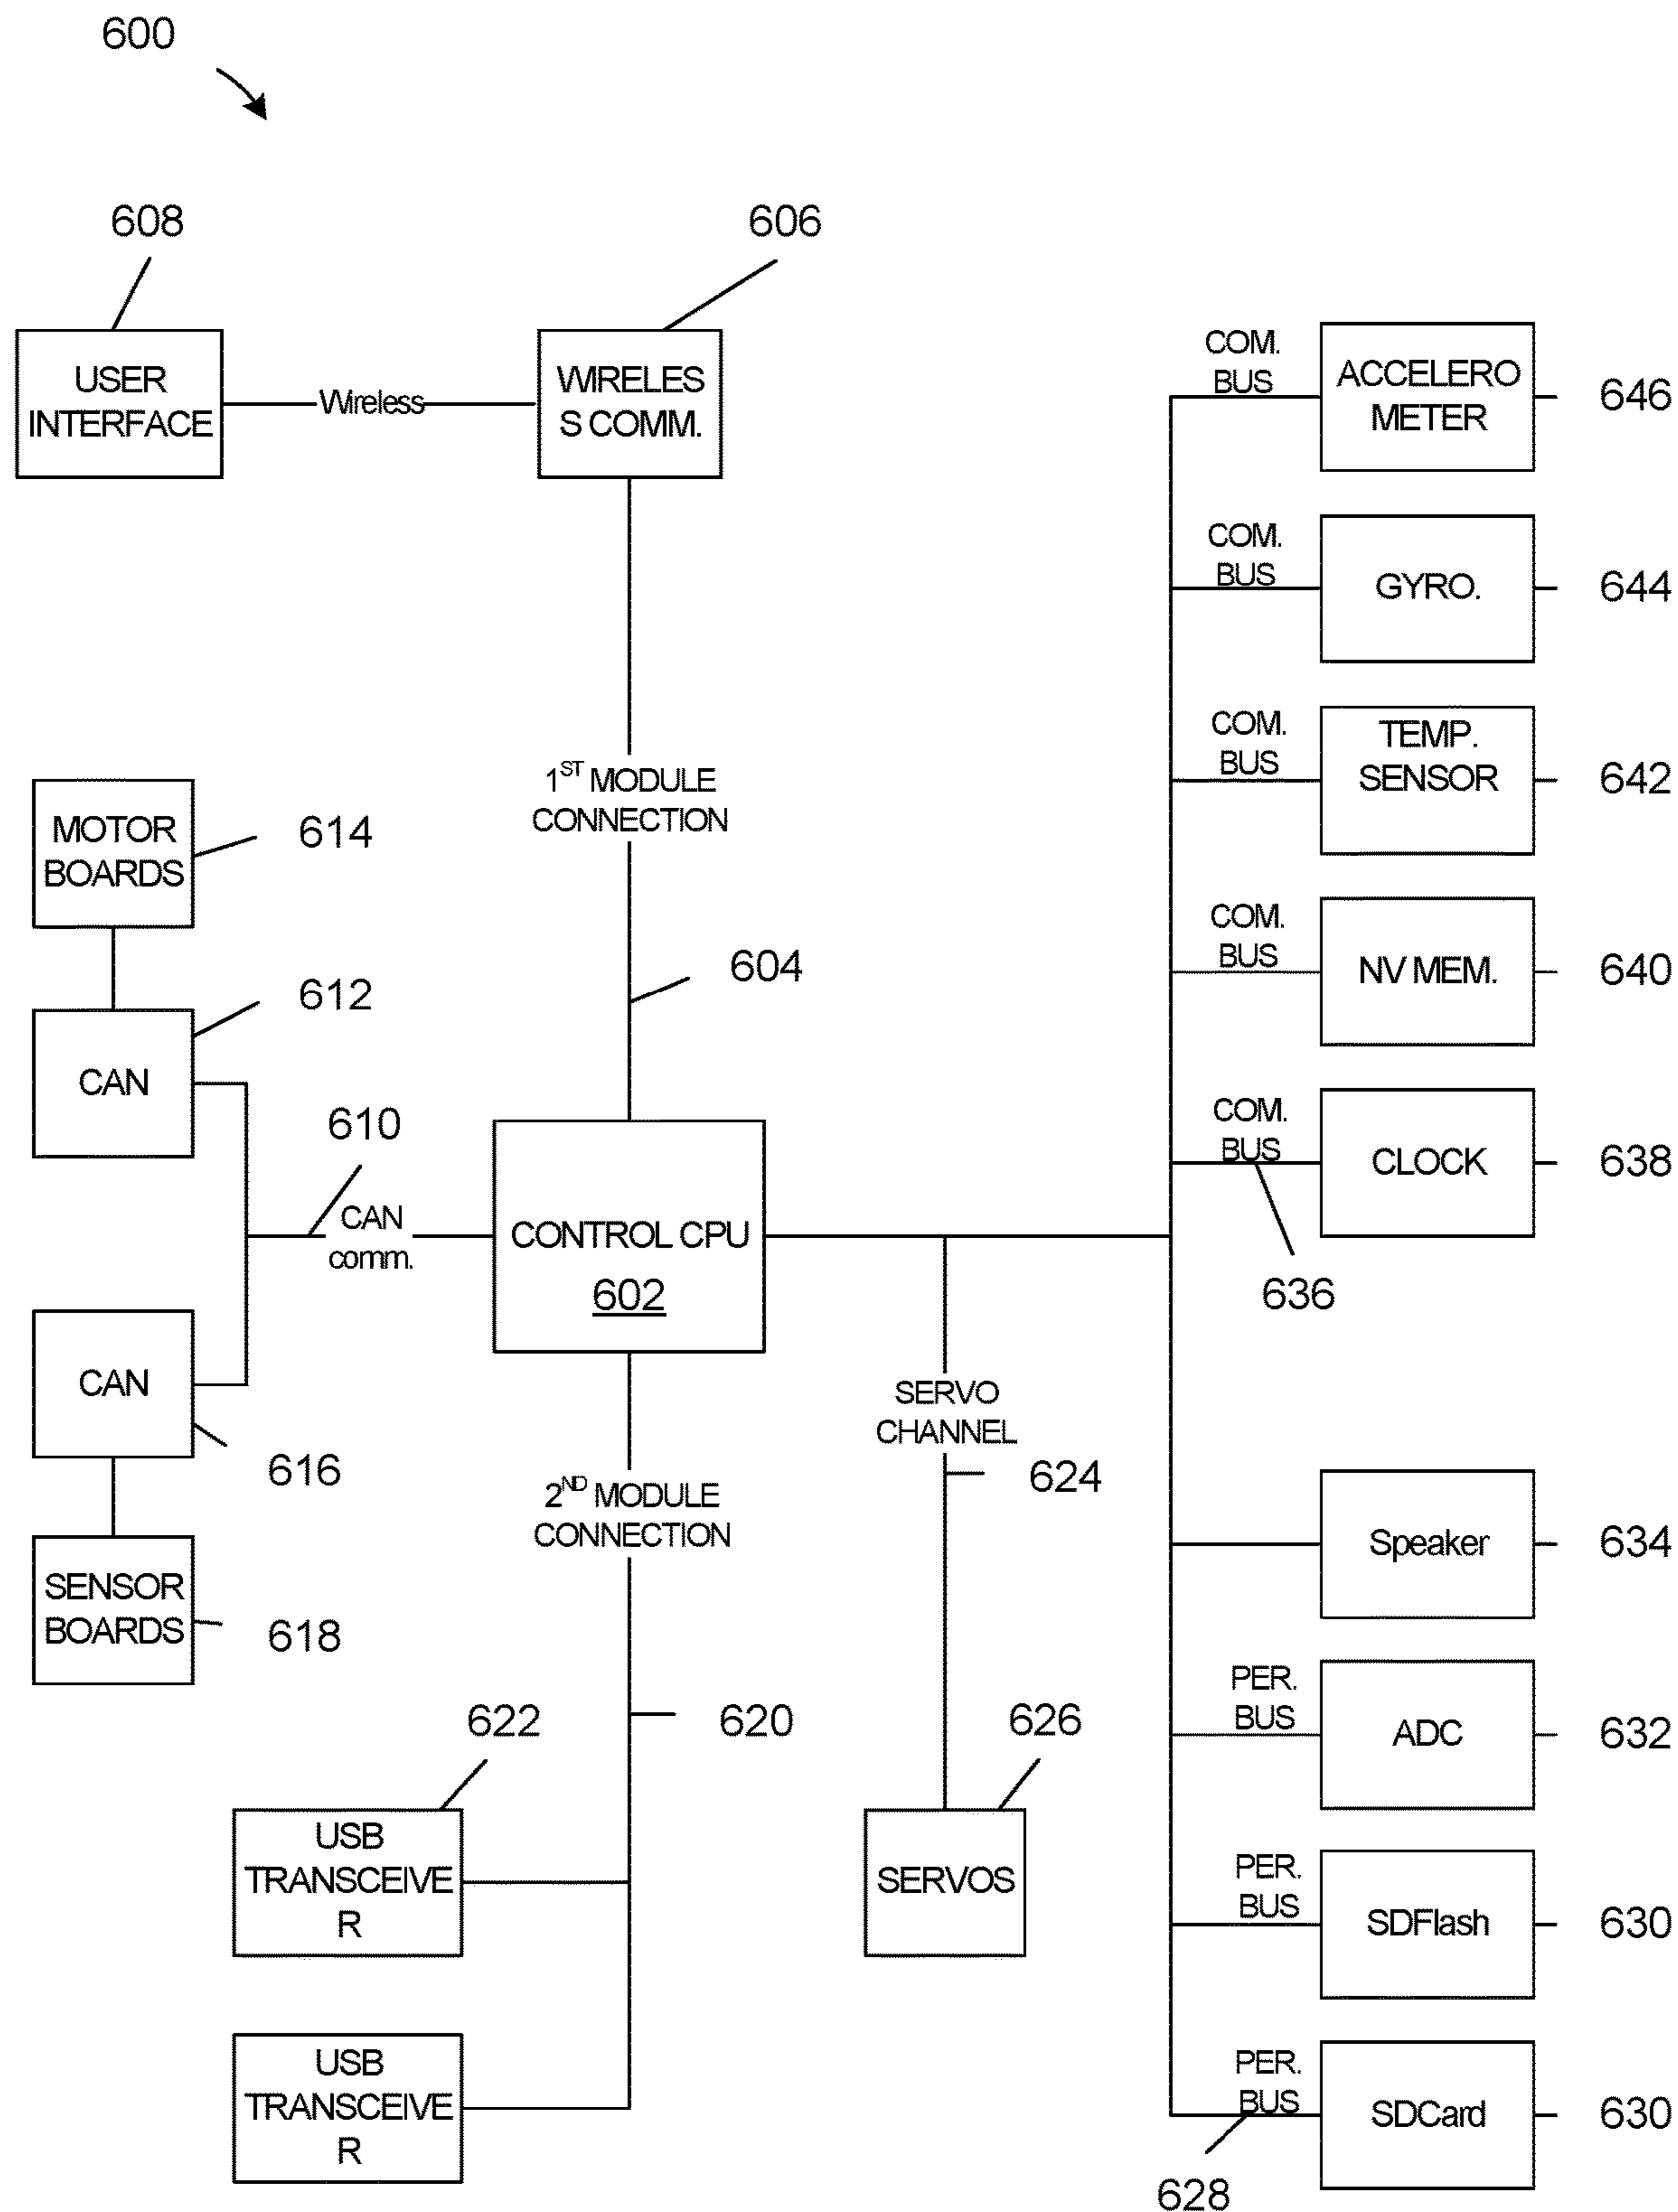 600
608
606
USER
INTERFACE
Wireless
WIRELES
S COMM.
COM.
BUS
ACCELERO
METER
646
COM.
BUS
GYRO.
644
COM.
BUS
TEMP.
SENSOR
642
1ST MODULE
CONNECTION
MOTOR
BOARDS
614
COM.
BUS
NV MEM.
640
604
612
CAN
COM.
BUS
CLOCK
638
610
CAN
comm.
CONTROL CPU
602
636
CAN
616
SERVO
CHANNEL
624
2ND MODULE
CONNECTION
Speaker
634
SENSOR
BOARDS
618
PER.
BUS
ADC
632
622
620
626
USB
TRANSCEIVE
R
SERVOS
PER.
BUS
SDFlash
630
USB
TRANSCEIVE
R
PER.
BUS
SDCard
630
628